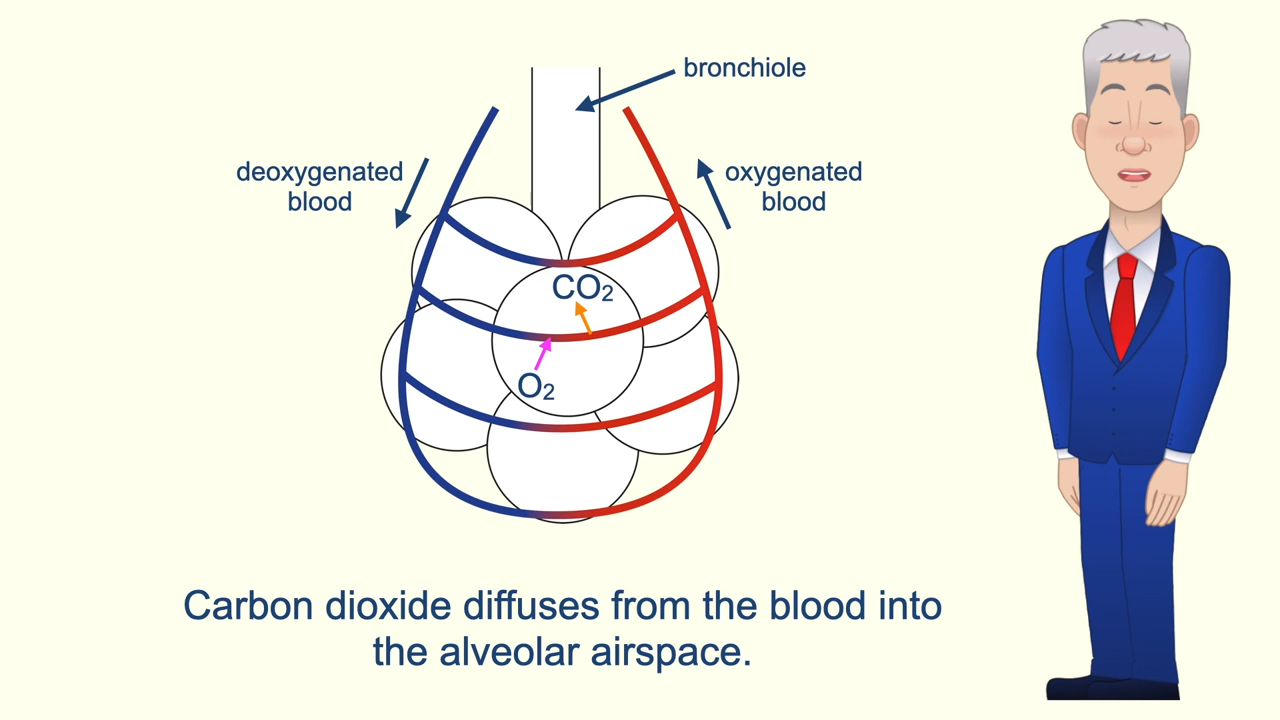 bronchiole
deoxygenated
blood
oxygenated
blood
CO₂
O₂
Carbon dioxide diffuses from the blood into
the alveolar airspace.